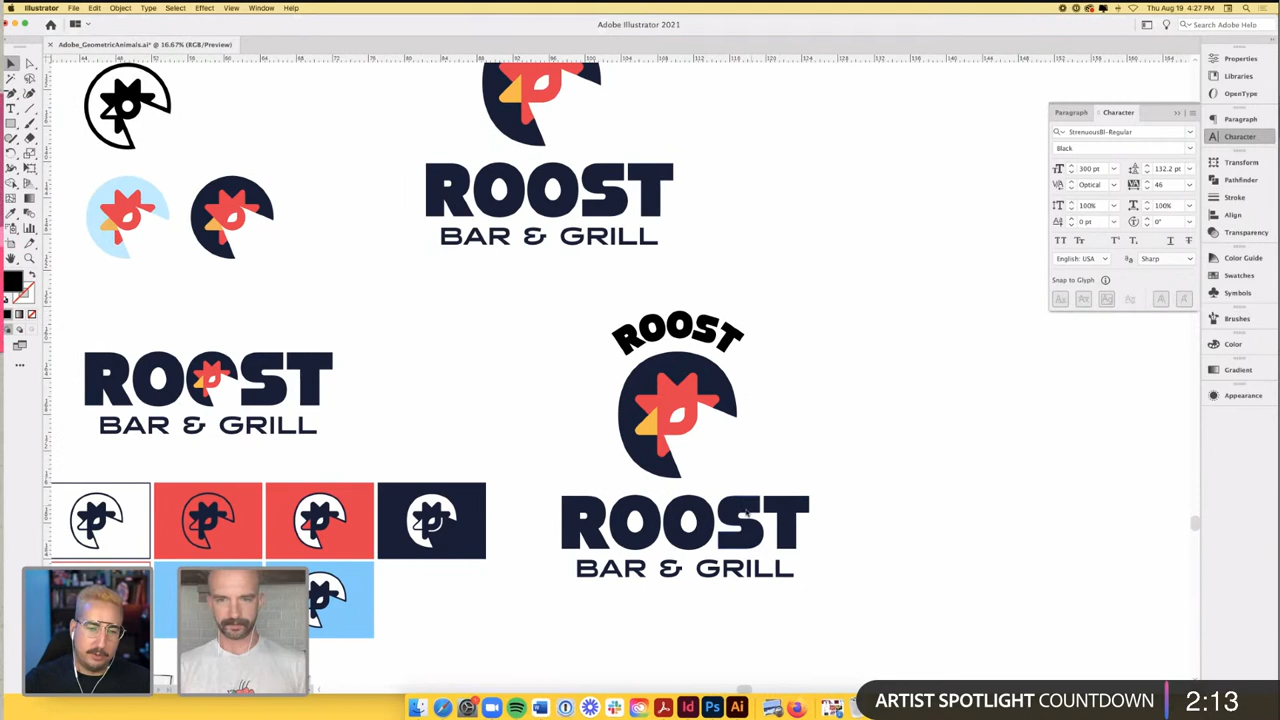 Illustrator File Edit Object Type Select Effect View Window Help
Thu Aug 19 4:27 PM
Adobe Illustrator 2021
Search Adobe Help
Adobe_GeometricAnimals.ai* @ 16.67% (RGB/Preview)
ROOST
BAR & GRILL
ROOST
BAR & GRILL
ROOST
ROOST
BAR & GRILL
Paragraph Character
StrenuousBl-Regular
Black
300 pt 132.2 pt
Optical 46
100% 100%
0 pt 0°
English: USA Sharp
Snap to Glyph
Properties
Libraries
OpenType
Paragraph
Character
Transform
Pathfinder
Stroke
Align
Transparency
Color Guide
Swatches
Symbols
Brushes
Color
Gradient
Appearance
ARTIST SPOTLIGHT COUNTDOWN 2:13